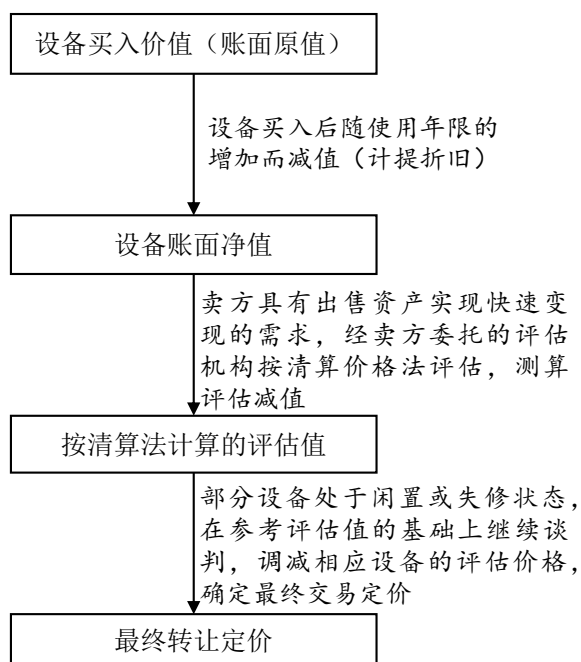 设备买入价值（账面原值）
设备买入后随使用年限的
增加而减值（计提折旧）
设备账面净值
卖方具有出售资产实现快速变
现的需求，经卖方委托的评估
机构按清算价格法评估，测算
评估减值
按清算法计算的评估值
部分设备处于闲置或失修状态，
在参考评估值的基础上继续谈
判，调减相应设备的评估价格，
确定最终交易定价
最终转让定价